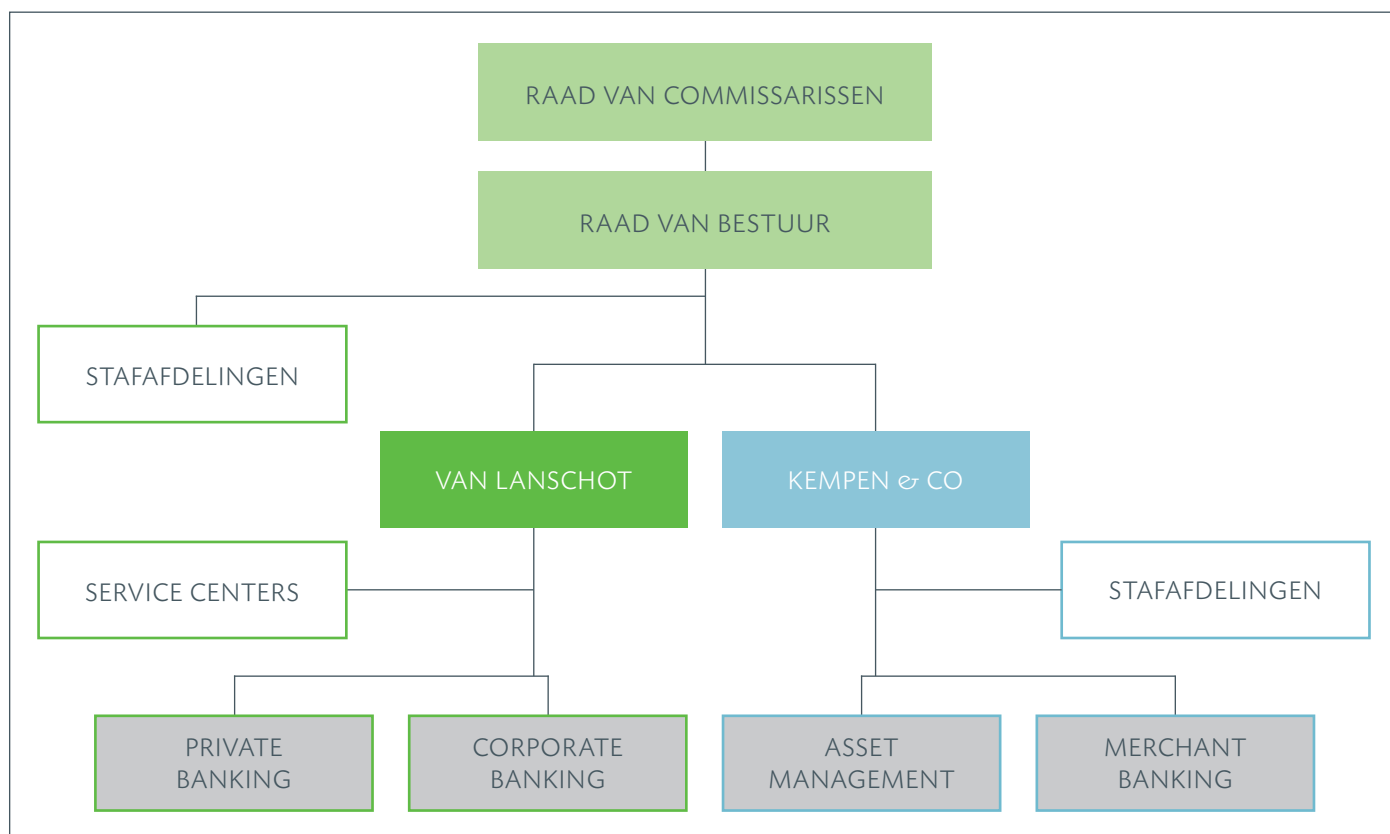 RAAD VAN COMMISSARISSEN
RAAD VAN BESTUUR
STAFAFDELINGEN
VAN LANSCHOT
KEMPEN & CO
SERVICE CENTERS
STAFAFDELINGEN
PRIVATE
BANKING
CORPORATE
BANKING
ASSET
MANAGEMENT
MERCHANT
BANKING